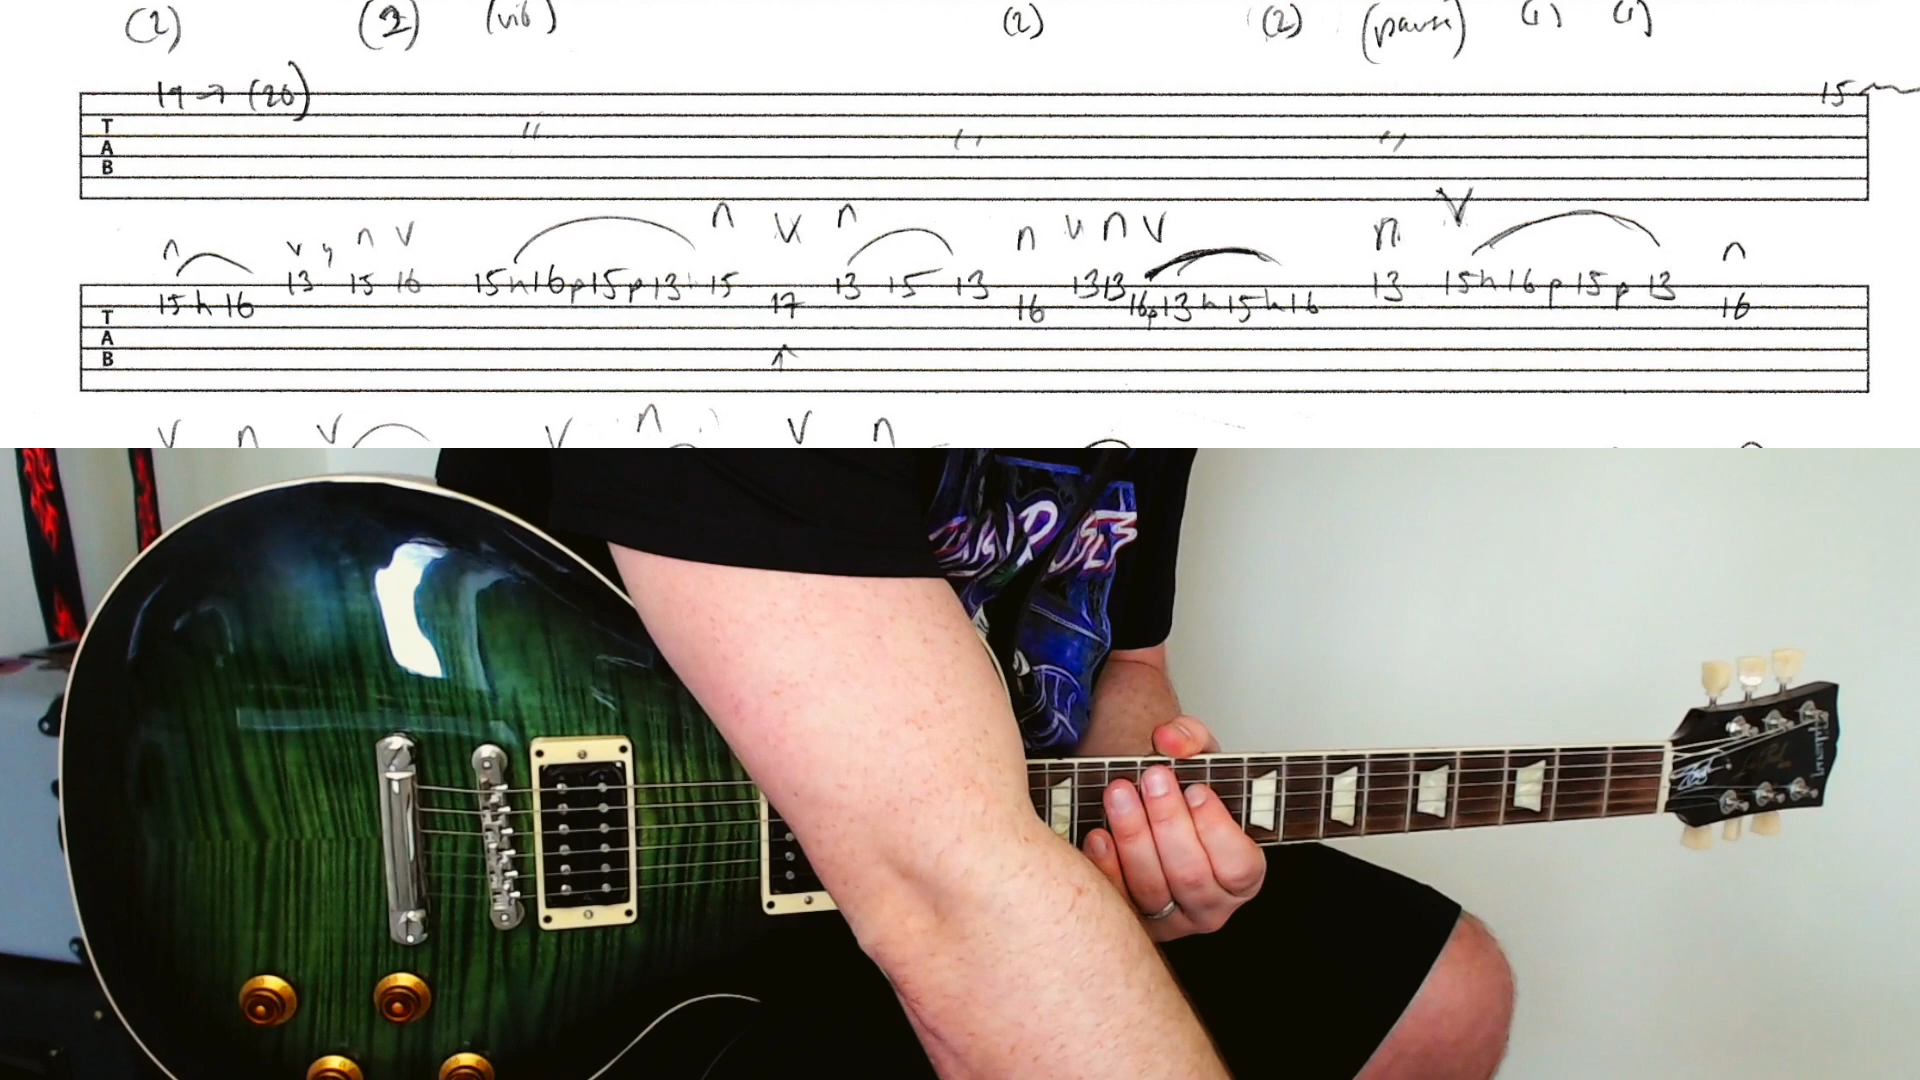 (2) (2) (vib) (2) (2) (pause) (1) (1)
19 → (20) 15
T
A
B
n v n v n v n n v n v n v n
13 15 16 15h16p15p13 15 13 15 13 13 13 13 15h16p15p13
15h16 17 16 16p13h15h16 16
T
A
B
v n v v n v n
Gibson